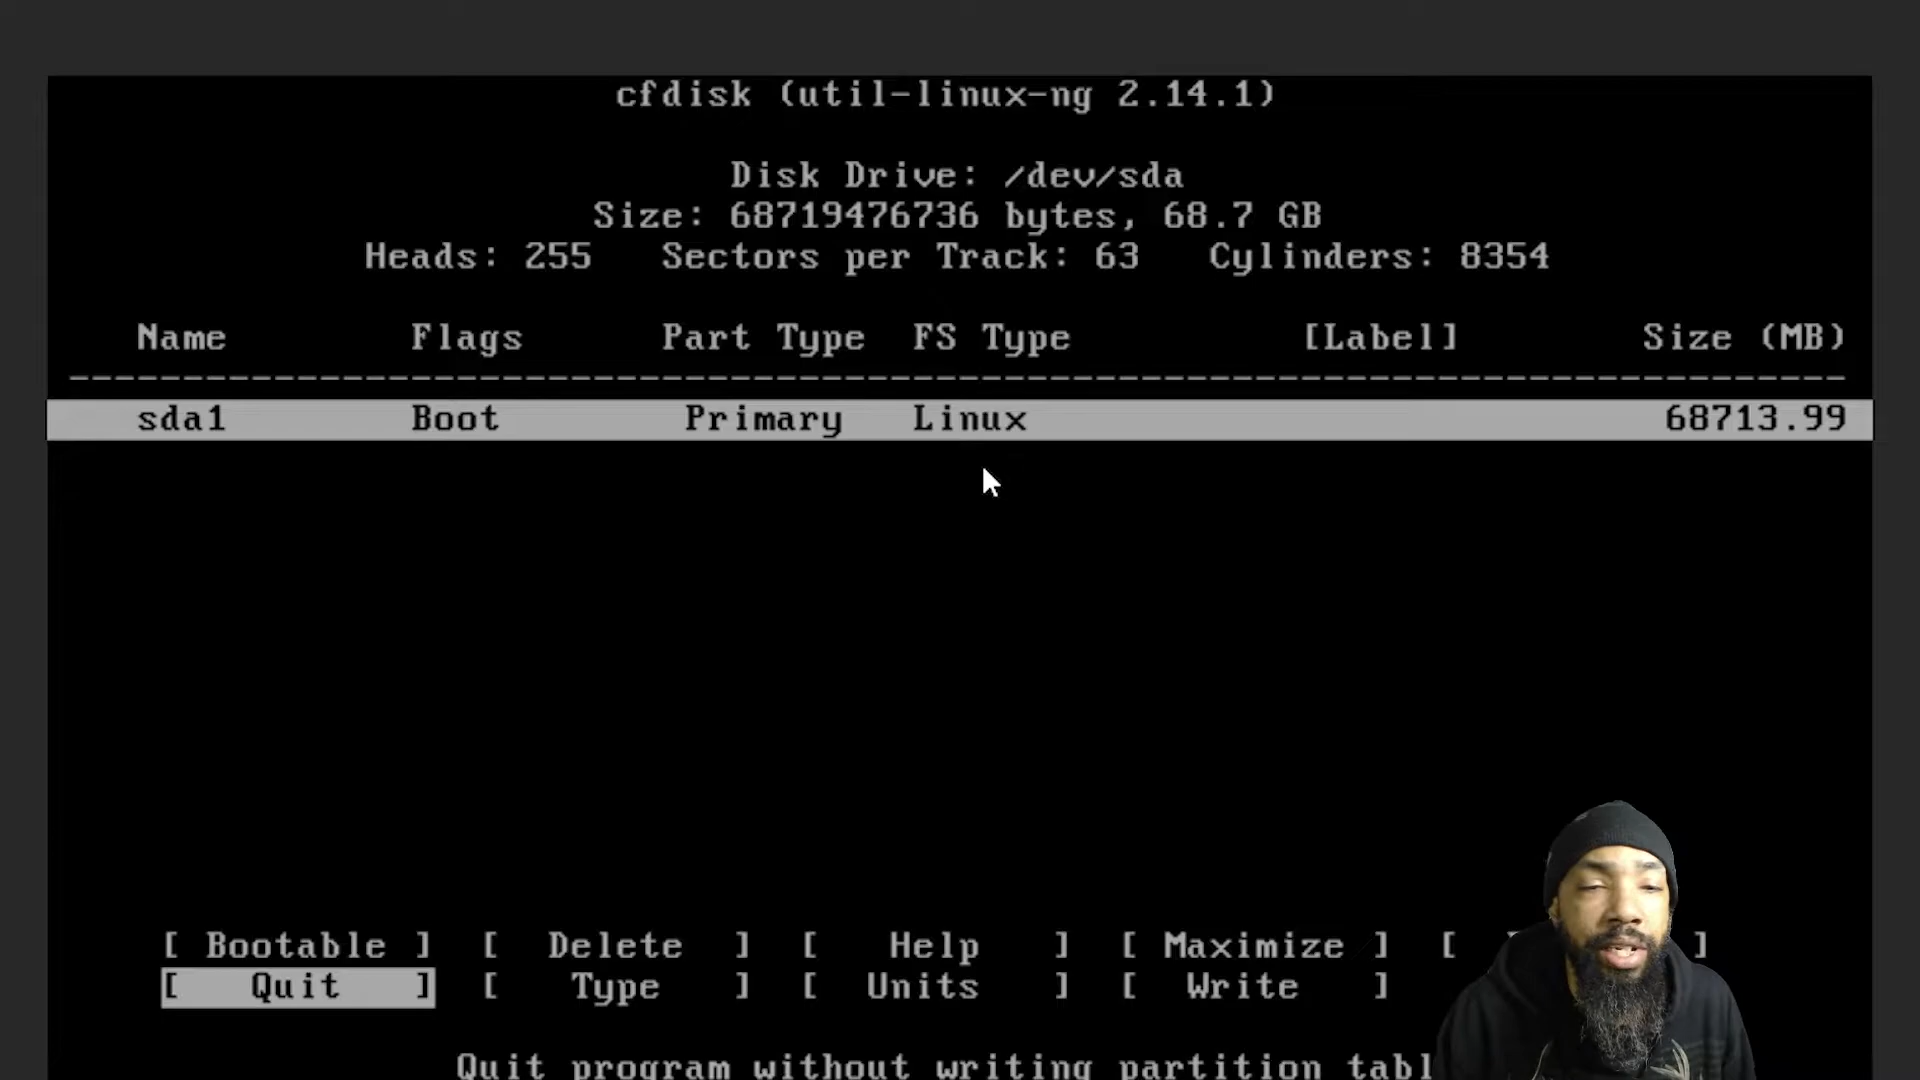 cfdisk (util-linux-ng 2.14.1)
Disk Drive: /dev/sda
Size: 68719476736 bytes, 68.7 GB
Heads: 255 Sectors per Track: 63 Cylinders: 8354
Name Flags Part Type FS Type [Label] Size (MB)
sda1 Boot Primary Linux 68713.99
[ Bootable ] [ Delete ] [ Help ] [ Maximize ] [ ]
[ Quit ] [ Type ] [ Units ] [ Write ]
Quit program without writing partition tabl